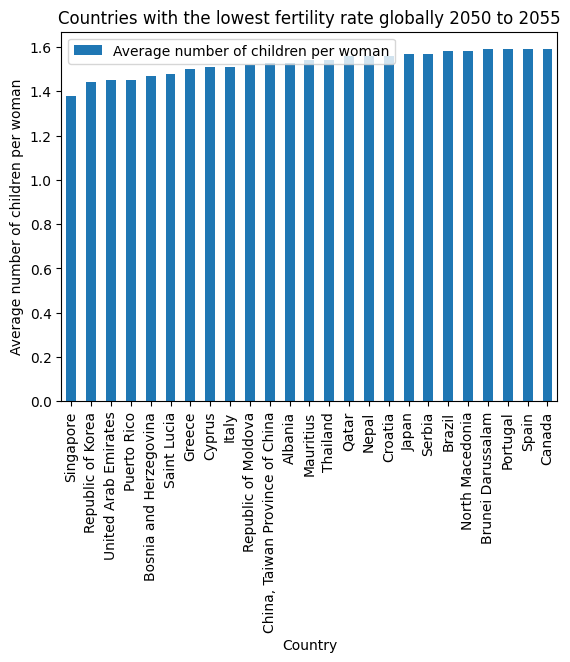 Countries with the lowest fertility rate globally 2050 to 2055
Average number of children per woman
Average number of children per woman
1.6
1.4
1.2
1.0
0.8
0.6
0.4
0.2
0.0
Singapore
Republic of Korea
United Arab Emirates
Puerto Rico
Bosnia and Herzegovina
Saint Lucia
Greece
Cyprus
Italy
Republic of Moldova
China, Taiwan Province of China
Albania
Mauritius
Thailand
Qatar
Nepal
Croatia
Japan
Serbia
Brazil
North Macedonia
Brunei Darussalam
Portugal
Spain
Canada
Country